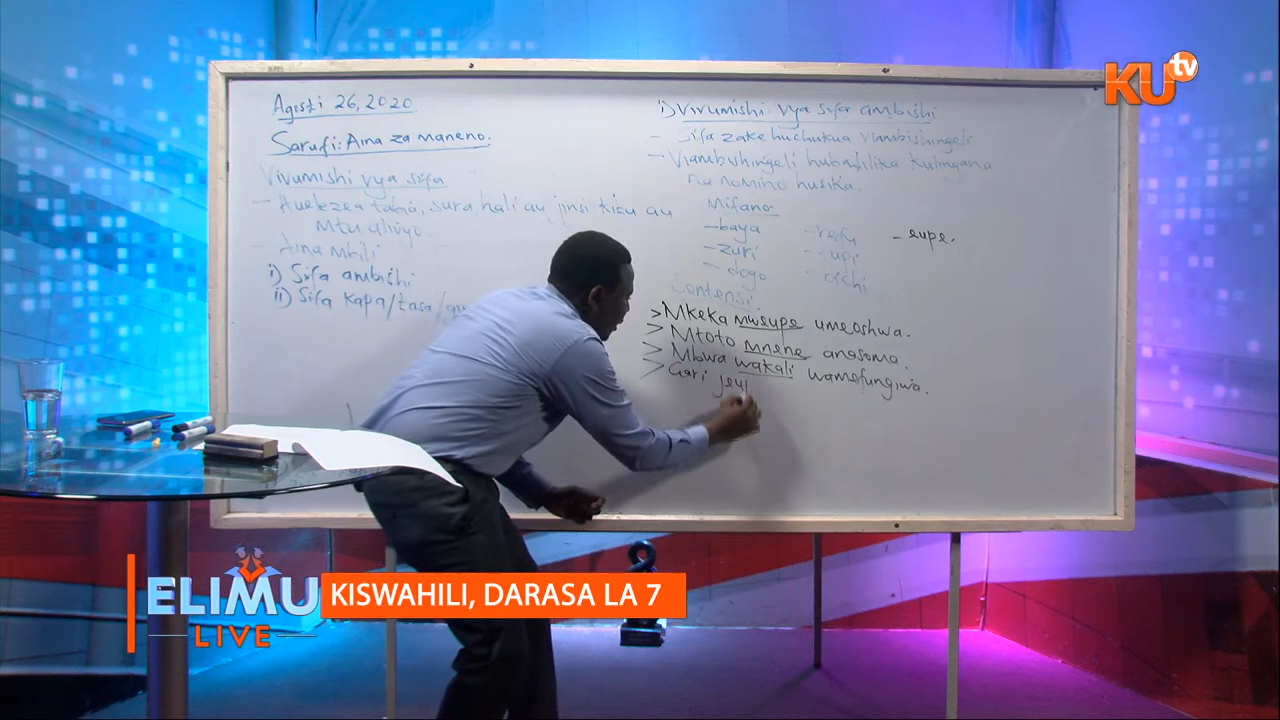 Agosti 26, 2020
Sarufi: Aina za maneno.
Vivumishi vya sifa
- Huelezea tabia, sura, hali au jinsi kitu au
mtu alivyo.
- Aina mbili
i) Sifa ambishi
ii) Sifa kapa/tasa/
i) Vivumishi vya sifa ambishi
- Sifa zake huchukua viambishingeli
- Viambishingeli hubadilika kulingana
na nomino husika.
Mifano
- baya - refu - eupe.
- zuri - upi
- dogo
Sentensi
> Mkeka mweupe umeoshwa.
> Mtoto mnene anasoma.
> Mbwa wakali wamefungiwa.
> Gari jeu
KU tv
ELIMU LIVE
KISWAHILI, DARASA LA 7